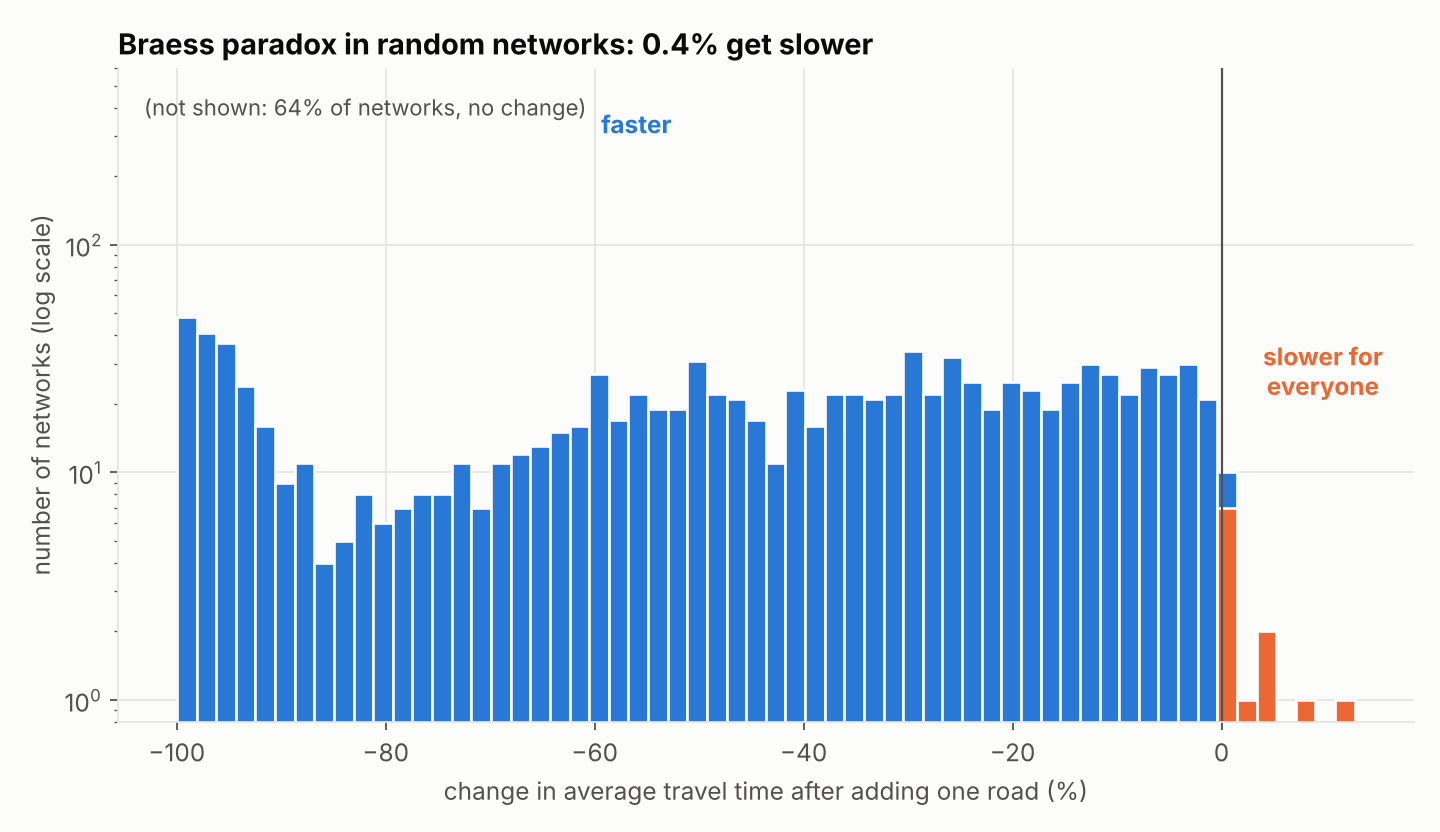 Braess paradox in random networks: 0.4% get slower
(not shown: 64% of networks, no change)
faster
slower for
everyone
number of networks (log scale)
10²
10¹
10⁰
−100
−80
−60
−40
−20
0
change in average travel time after adding one road (%)